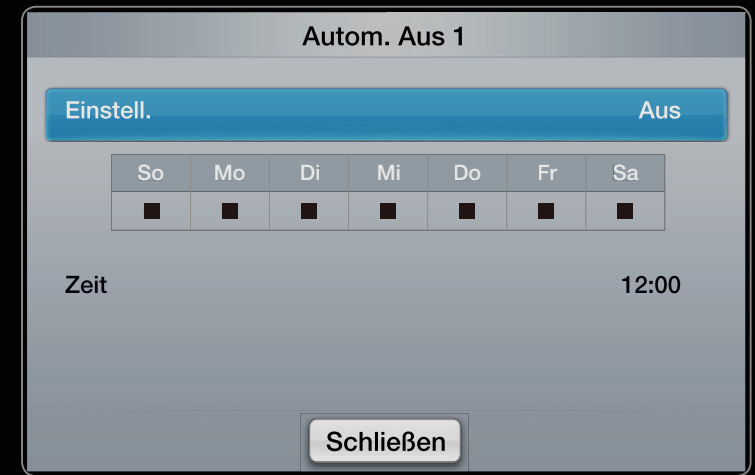 Autom. Aus 1
Einstell. Aus
So Mo Di Mi Do Fr Sa
Zeit 12:00
Schließen